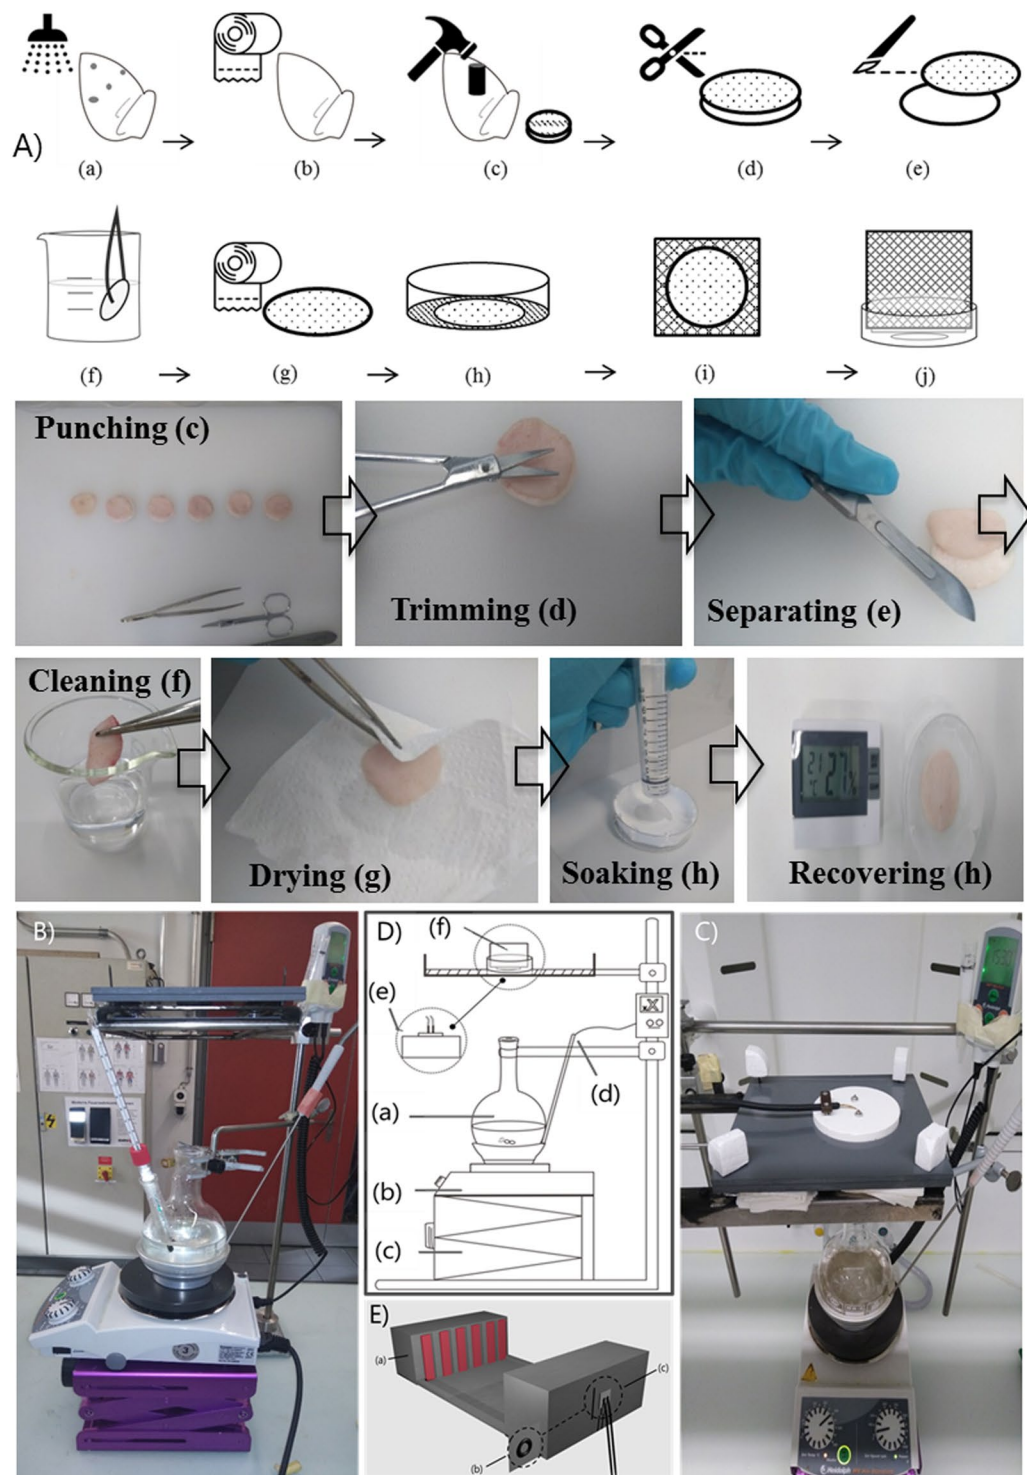 A)
(a)
(b)
(c)
(d)
(e)
(f)
(g)
(h)
(i)
(j)
Punching (c)
Trimming (d)
Separating (e)
Cleaning (f)
Drying (g)
Soaking (h)
Recovering (h)
B)
D)
(f)
(e)
(d)
(a)
(b)
(c)
C)
E)
(a)
(c)
(b)